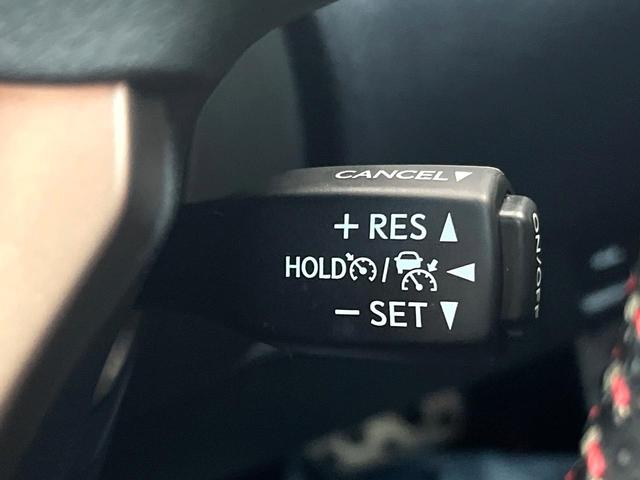 CANCEL▼
+ RES ▲
HOLD / ◀
− SET ▼
ON/OFF